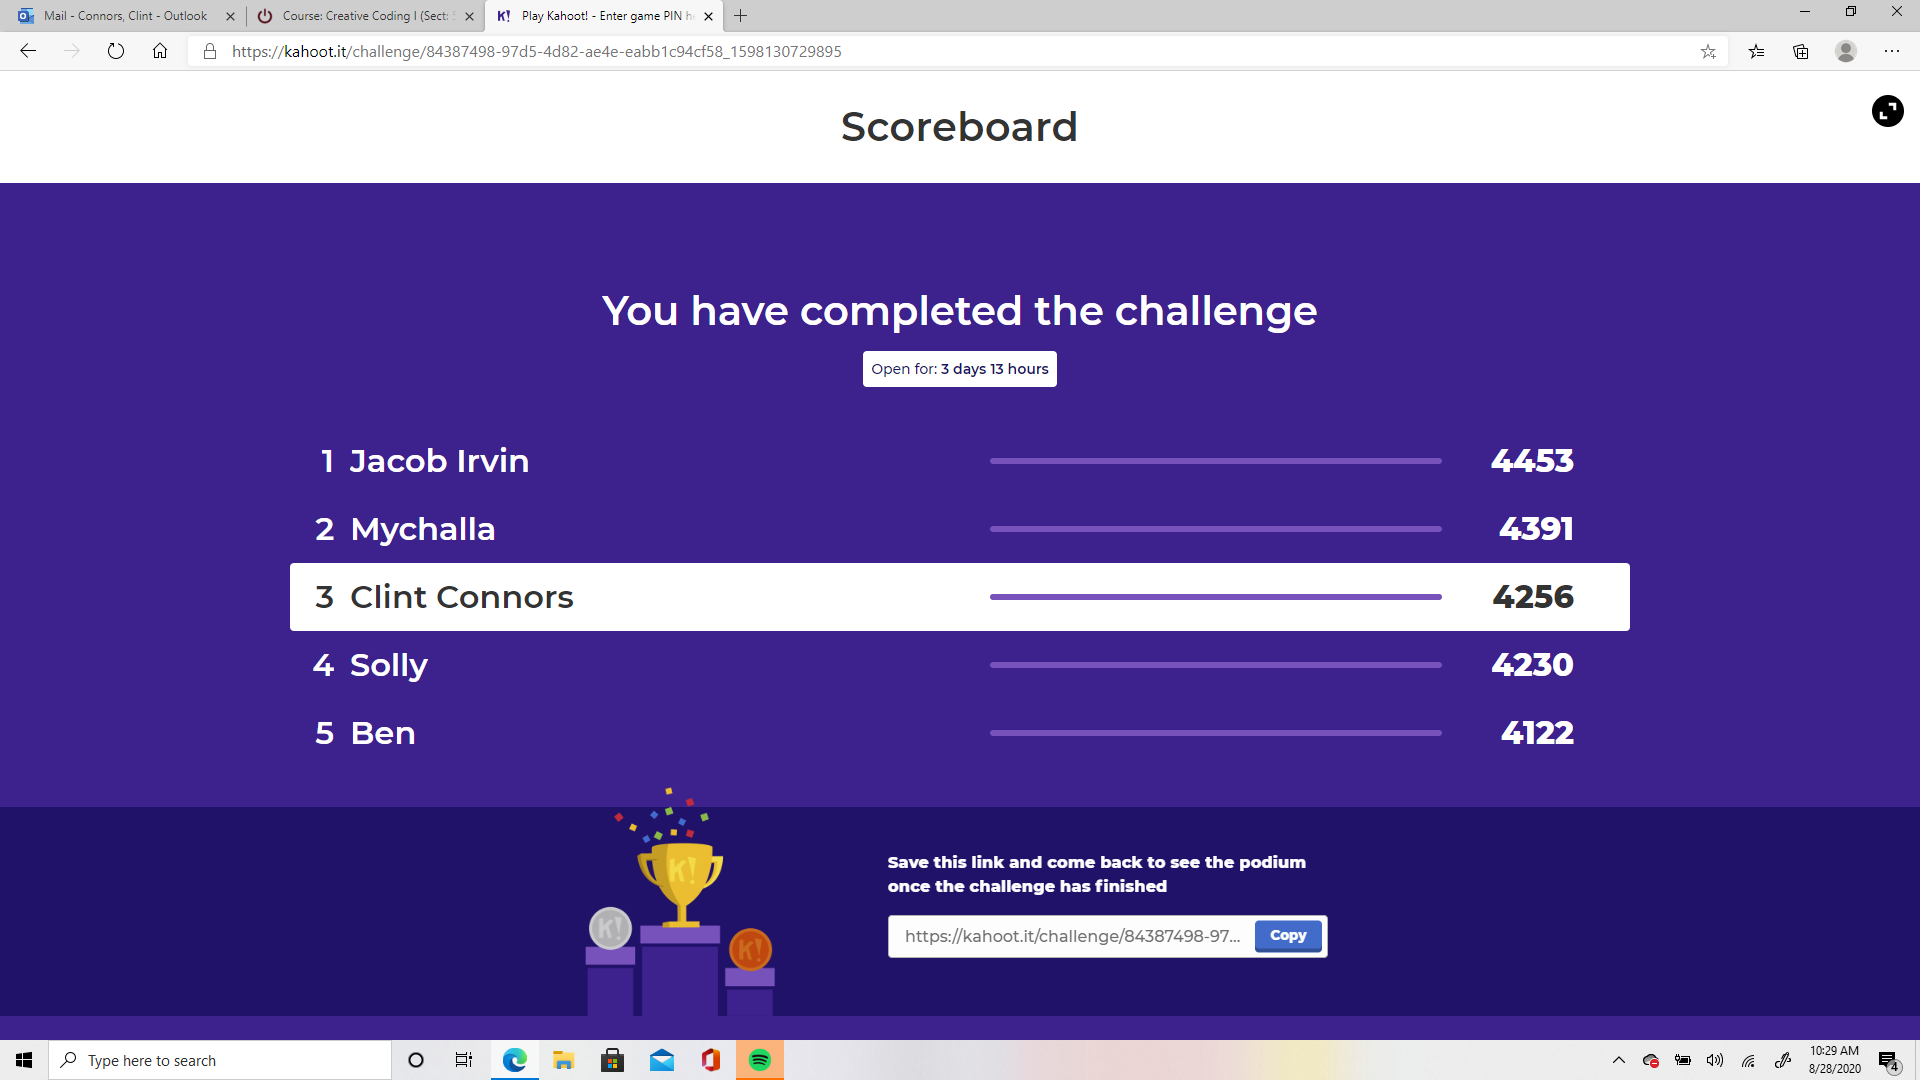 Mail - Connors, Clint - Outlook
Course: Creative Coding I (Sect:
K! Play Kahoot! - Enter game PIN
https://kahoot.it/challenge/84387498-97d5-4d82-ae4e-eabb1c94cf58_1598130729895
Scoreboard
You have completed the challenge
Open for: 3 days 13 hours
1 Jacob Irvin 4453
2 Mychalla 4391
3 Clint Connors 4256
4 Solly 4230
5 Ben 4122
K!
K!
K!
Save this link and come back to see the podium
once the challenge has finished
https://kahoot.it/challenge/84387498-97... Copy
Type here to search
10:29 AM
8/28/2020
4